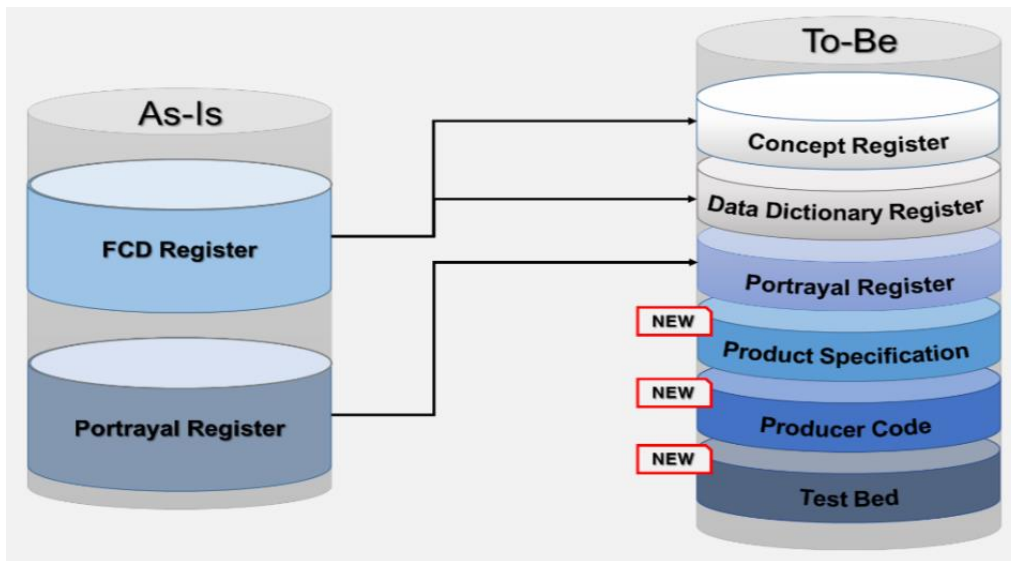 As-Is
FCD Register
Portrayal Register
To-Be
Concept Register
Data Dictionary Register
Portrayal Register
NEW
Product Specification
NEW
Producer Code
NEW
Test Bed